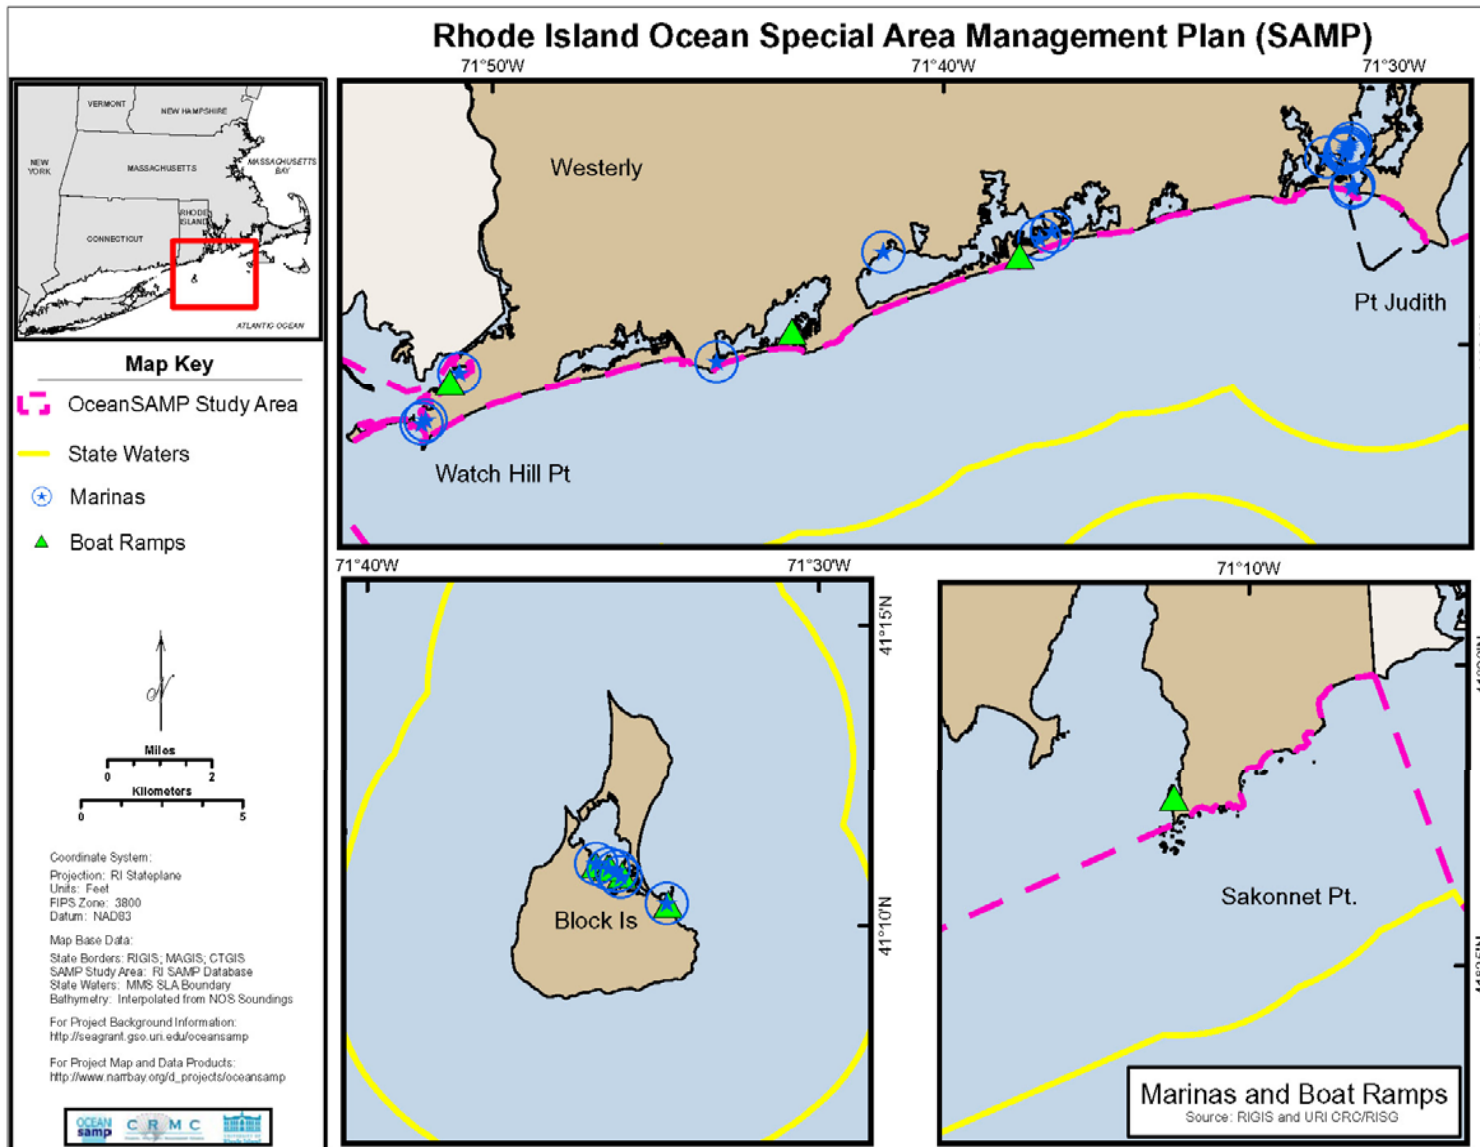 Rhode Island Ocean Special Area Management Plan (SAMP)
71°50'W
71°40'W
71°30'W
VERMONT
NEW HAMPSHIRE
NEW
YORK
MASSACHUSETTS
MASSACHUSETTS
BAY
RHODE
ISLAND
CONNECTICUT
ATLANTIC OCEAN
Westerly
Pt Judith
Watch Hill Pt
Map Key
OceanSAMP Study Area
State Waters
Marinas
Boat Ramps
N
Miles
0 2
Kilometers
0 5
Coordinate System:
Projection: RI Stateplane
Units: Feet
FIPS Zone: 3800
Datum: NAD83
Map Base Data:
State Borders: RIGIS; MAGIS; CTGIS
SAMP Study Area: RI SAMP Database
State Waters: MMS SLA Boundary
Bathymetry: Interpolated from NOS Soundings
For Project Background Information:
http://seagrant.gso.uri.edu/oceansamp
For Project Map and Data Products:
http://www.narrbay.org/d_projects/oceansamp
OCEAN
samp
CRMC
71°40'W
71°30'W
41°15'N
41°10'N
Block Is
71°10'W
Sakonnet Pt.
Marinas and Boat Ramps
Source: RIGIS and URI CRC/RISG